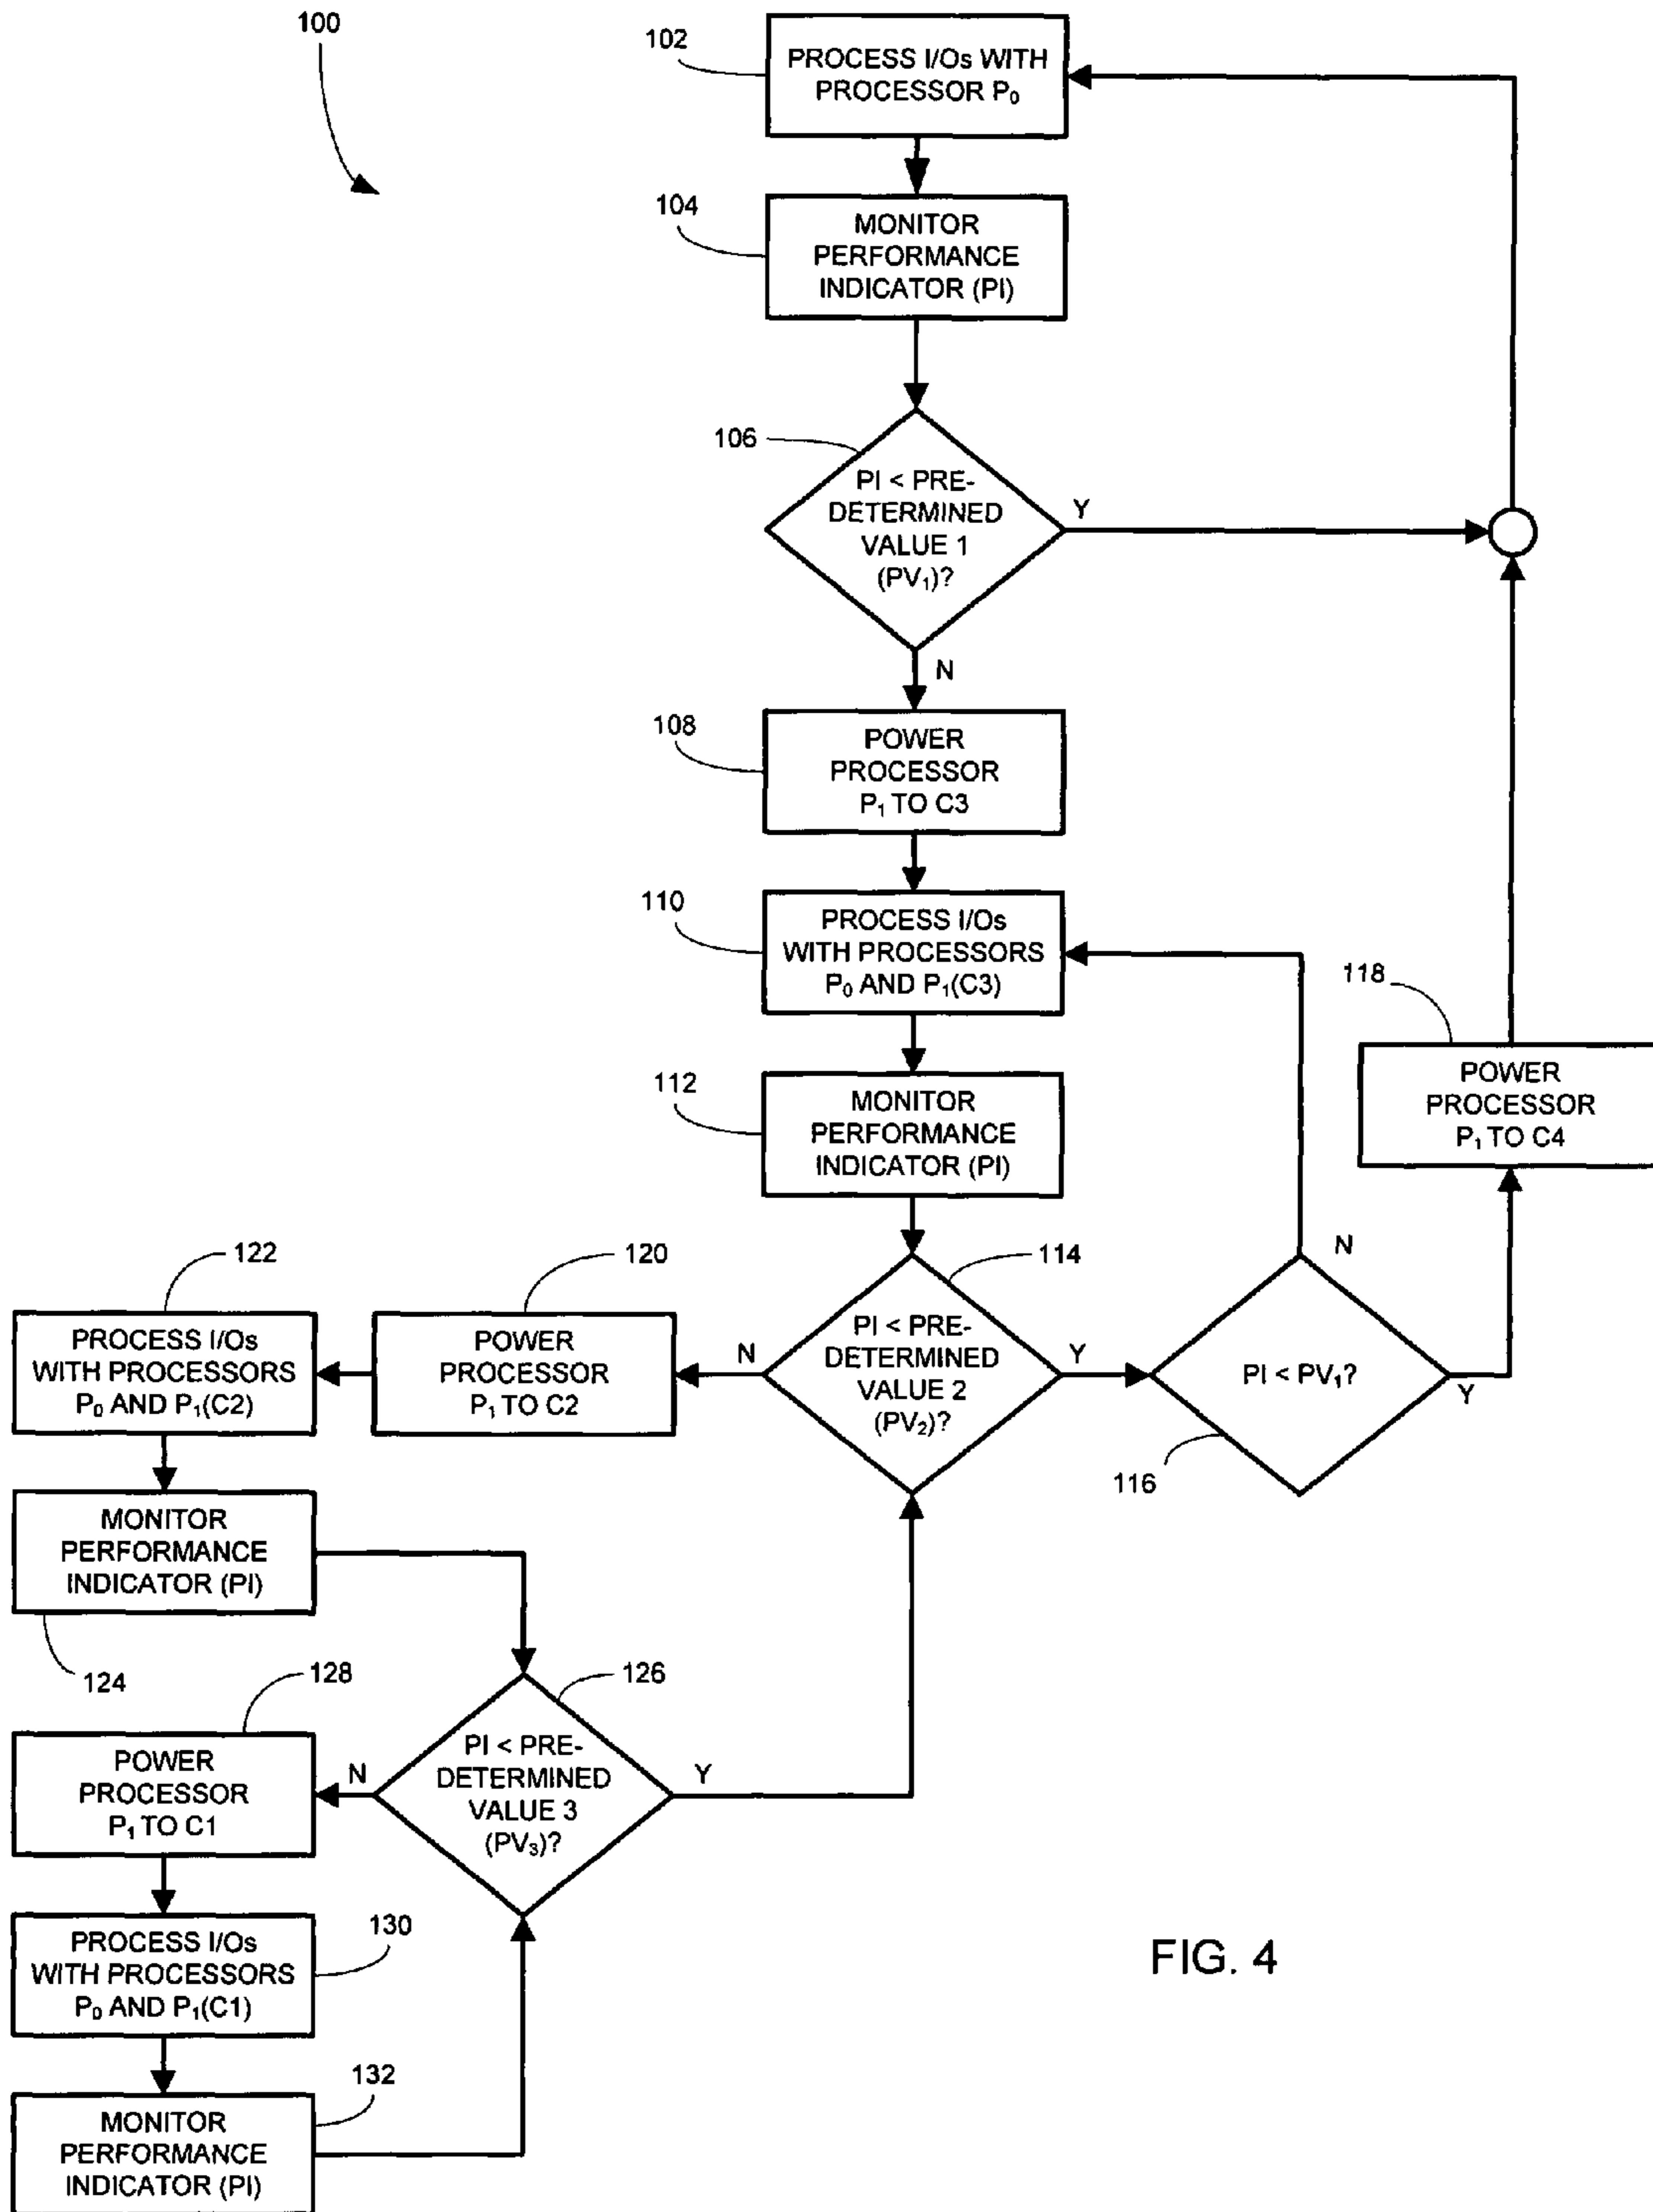 100
102
PROCESS I/Os WITH
PROCESSOR P₀
104
MONITOR
PERFORMANCE
INDICATOR (PI)
106
PI < PRE-
DETERMINED
VALUE 1
(PV₁)?
Y
N
108
POWER
PROCESSOR
P₁ TO C3
110
PROCESS I/Os
WITH PROCESSORS
P₀ AND P₁(C3)
118
POWER
PROCESSOR
P₁ TO C4
112
MONITOR
PERFORMANCE
INDICATOR (PI)
122
PROCESS I/Os
WITH PROCESSORS
P₀ AND P₁(C2)
120
POWER
PROCESSOR
P₁ TO C2
N
114
PI < PRE-
DETERMINED
VALUE 2
(PV₂)?
Y
N
PI < PV₁?
Y
116
MONITOR
PERFORMANCE
INDICATOR (PI)
124
128
POWER
PROCESSOR
P₁ TO C1
N
126
PI < PRE-
DETERMINED
VALUE 3
(PV₃)?
Y
130
PROCESS I/Os
WITH PROCESSORS
P₀ AND P₁(C1)
132
MONITOR
PERFORMANCE
INDICATOR (PI)
FIG. 4